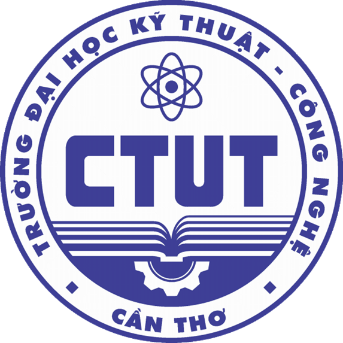 TRƯỜNG ĐẠI HỌC KỸ THUẬT - CÔNG NGHỆ
CTUT
CẦN THƠ